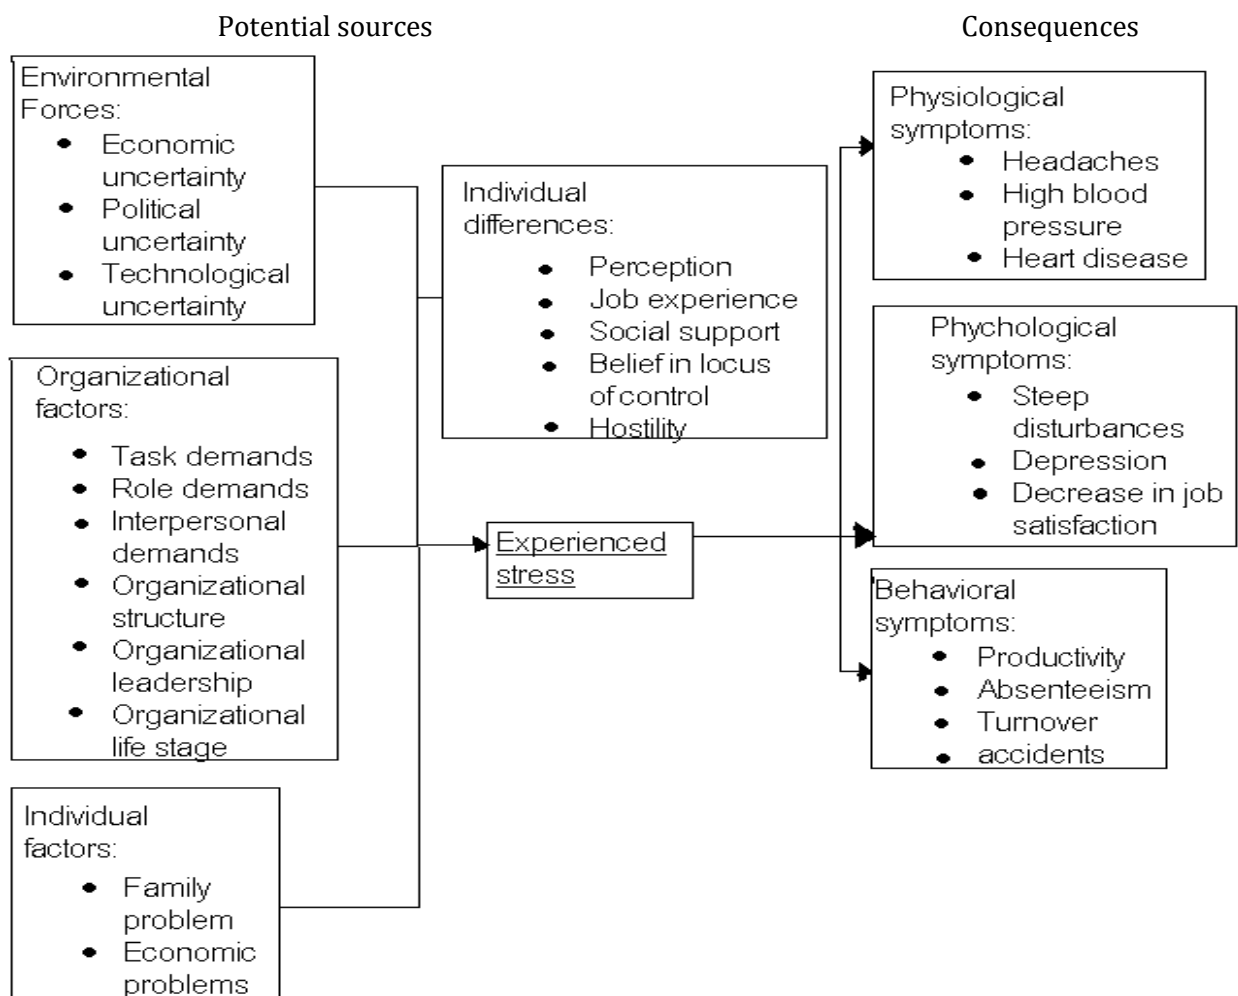 Potential sources
Consequences
Environmental
Forces:
● Economic
uncertainty
● Political
uncertainty
● Technological
uncertainty
Organizational
factors:
● Task demands
● Role demands
● Interpersonal
demands
● Organizational
structure
● Organizational
leadership
● Organizational
life stage
Individual
factors:
● Family
problem
● Economic
problems
Individual
differences:
● Perception
● Job experience
● Social support
● Belief in locus
of control
● Hostility
Experienced
stress
Physiological
symptoms:
● Headaches
● High blood
pressure
● Heart disease
Phychological
symptoms:
● Steep
disturbances
● Depression
● Decrease in job
satisfaction
Behavioral
symptoms:
● Productivity
● Absenteeism
● Turnover
● accidents